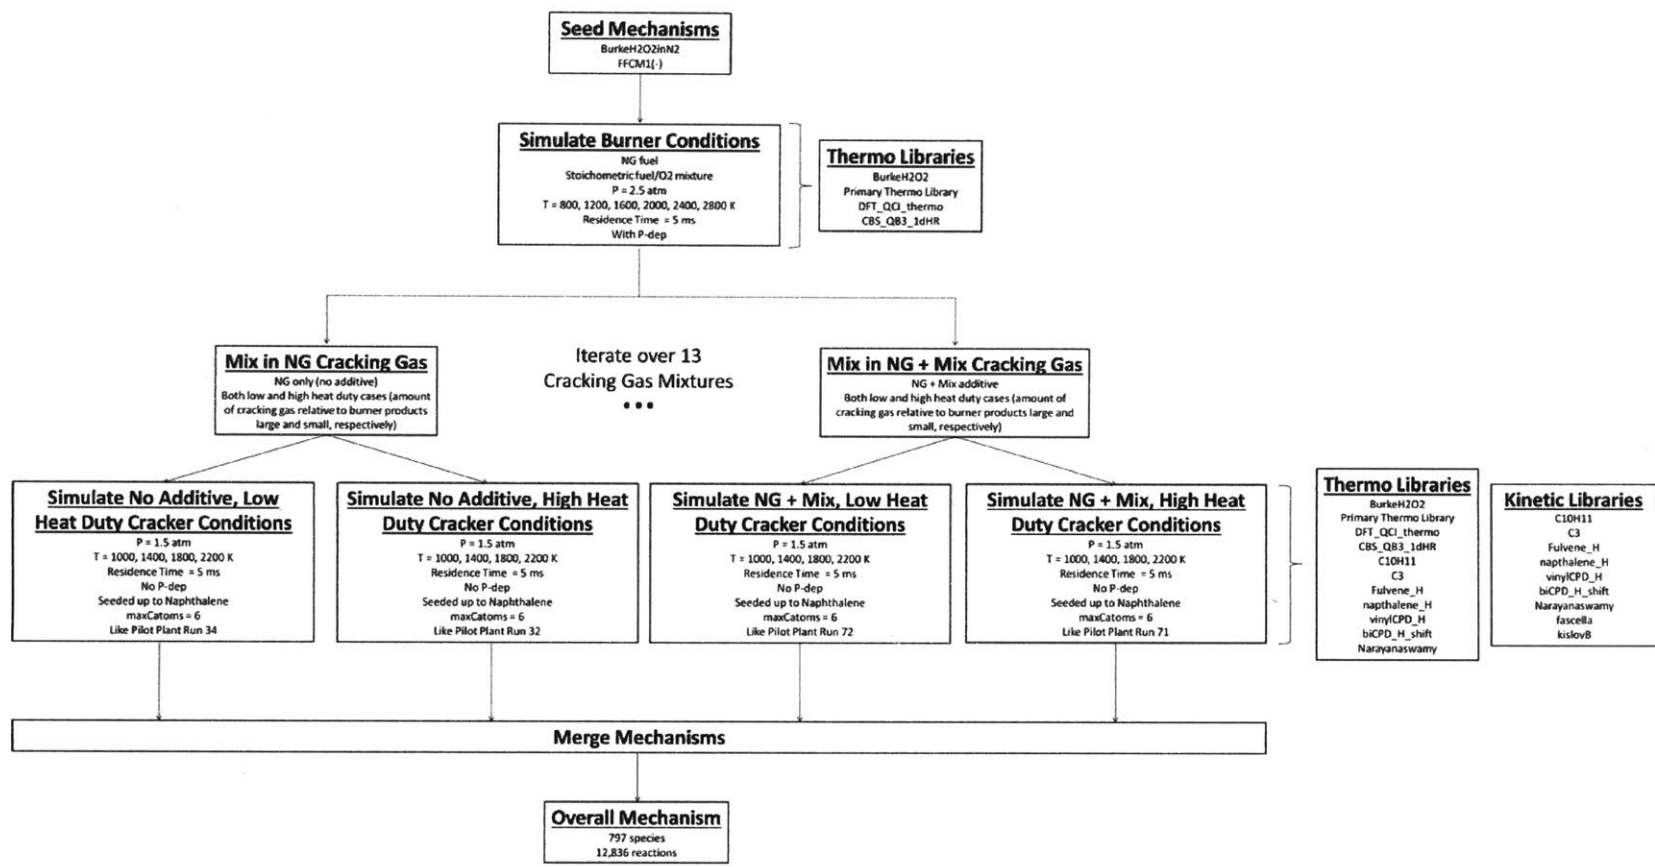 Seed Mechanisms
BurkeH2O2inN2
FFCM1(-)
Simulate Burner Conditions
NG fuel
Stoichometric fuel/O2 mixture
P = 2.5 atm
T = 800, 1200, 1600, 2000, 2400, 2800 K
Residence Time = 5 ms
With P-dep
Thermo Libraries
BurkeH2O2
Primary Thermo Library
DFT_QCI_thermo
CBS_QB3_1dHR
Mix in NG Cracking Gas
NG only (no additive)
Both low and high heat duty cases (amount
of cracking gas relative to burner products
large and small, respectively)
Iterate over 13
Cracking Gas Mixtures
•••
Mix in NG + Mix Cracking Gas
NG + Mix additive
Both low and high heat duty cases (amount of
cracking gas relative to burner products large and
small, respectively)
Simulate No Additive, Low
Heat Duty Cracker Conditions
P = 1.5 atm
T = 1000, 1400, 1800, 2200 K
Residence Time = 5 ms
No P-dep
Seeded up to Naphthalene
maxCatoms = 6
Like Pilot Plant Run 34
Simulate No Additive, High Heat
Duty Cracker Conditions
P = 1.5 atm
T = 1000, 1400, 1800, 2200 K
Residence Time = 5 ms
No P-dep
Seeded up to Naphthalene
maxCatoms = 6
Like Pilot Plant Run 32
Simulate NG + Mix, Low Heat
Duty Cracker Conditions
P = 1.5 atm
T = 1000, 1400, 1800, 2200 K
Residence Time = 5 ms
No P-dep
Seeded up to Naphthalene
maxCatoms = 6
Like Pilot Plant Run 72
Simulate NG + Mix, High Heat
Duty Cracker Conditions
P = 1.5 atm
T = 1000, 1400, 1800, 2200 K
Residence Time = 5 ms
No P-dep
Seeded up to Naphthalene
maxCatoms = 6
Like Pilot Plant Run 71
Thermo Libraries
BurkeH2O2
Primary Thermo Library
DFT_QCI_thermo
CBS_QB3_1dHR
C10H11
C3
Fulvene_H
napthalene_H
vinylCPD_H
biCPD_H_shift
Narayanaswamy
Kinetic Libraries
C10H11
C3
Fulvene_H
napthalene_H
vinylCPD_H
biCPD_H_shift
Narayanaswamy
fascella
kislovB
Merge Mechanisms
Overall Mechanism
797 species
12,836 reactions